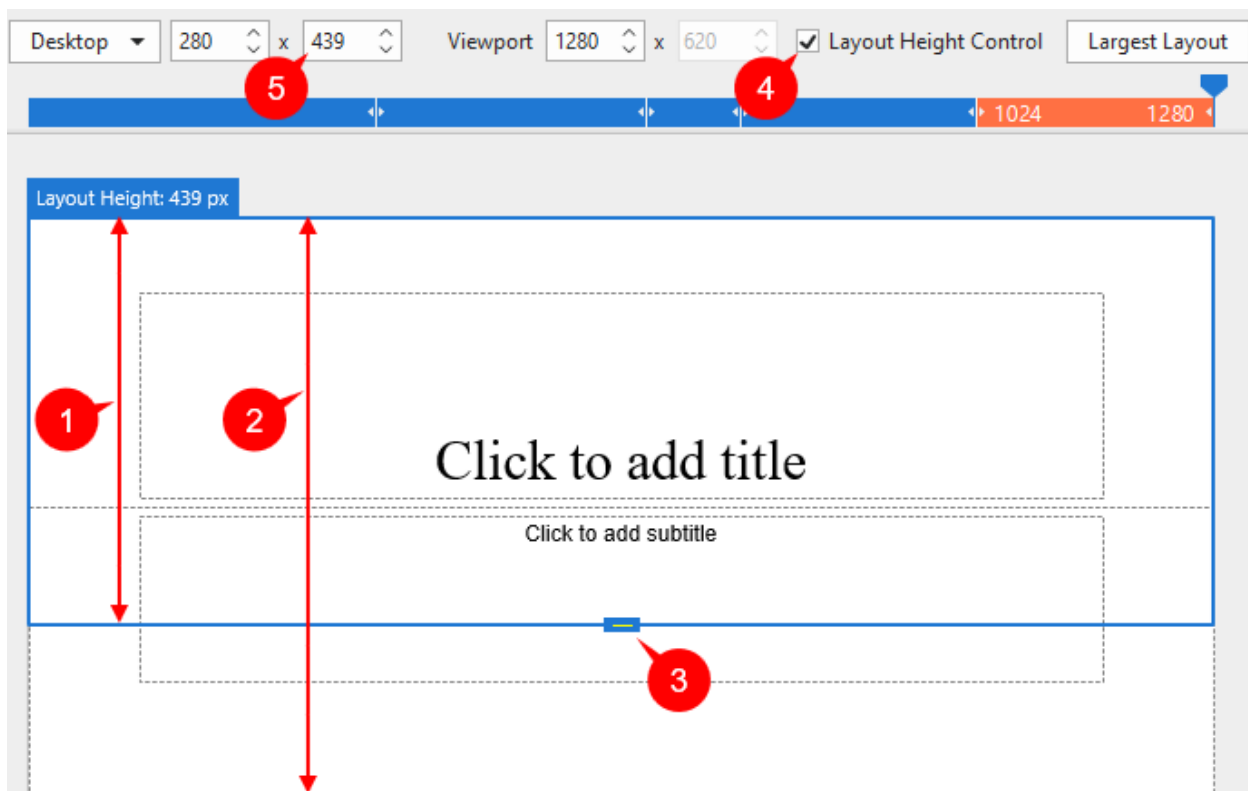 Desktop 280 x 439 Viewport 1280 x 620 Layout Height Control Largest Layout
5 4
1024 1280
Layout Height: 439 px
1 2
Click to add title
Click to add subtitle
3